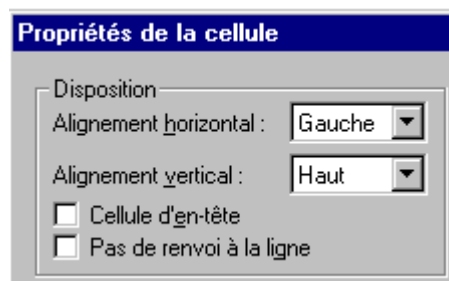 Propriétés de la cellule
Disposition
Alignement horizontal : Gauche
Alignement vertical : Haut
Cellule d'en-tête
Pas de renvoi à la ligne